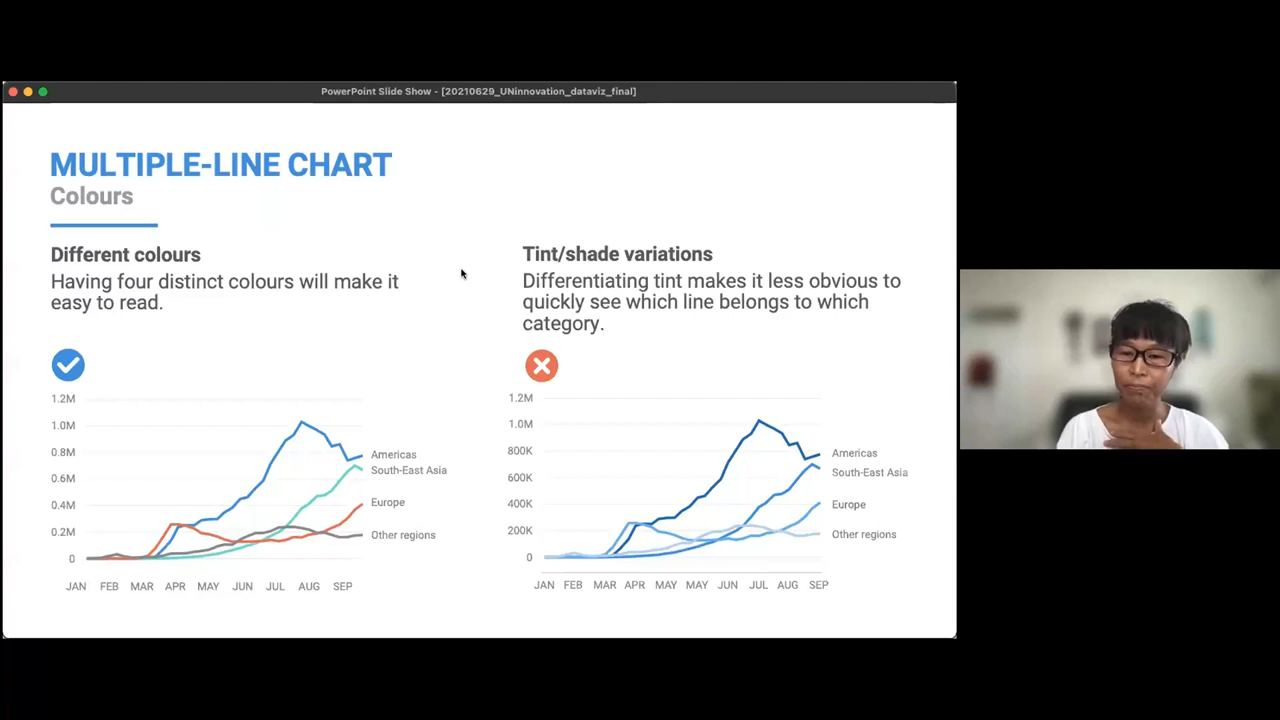 PowerPoint Slide Show - [20210629_UNinnovation_dataviz_final]
MULTIPLE-LINE CHART
Colours
Different colours
Having four distinct colours will make it
easy to read.
1.2M
1.0M
0.8M
0.6M
0.4M
0.2M
0
Americas
South-East Asia
Europe
Other regions
JAN FEB MAR APR MAY JUN JUL AUG SEP
Tint/shade variations
Differentiating tint makes it less obvious to
quickly see which line belongs to which
category.
1.2M
1.0M
800K
600K
400K
200K
0
Americas
South-East Asia
Europe
Other regions
JAN FEB MAR APR MAY MAY JUN JUL AUG SEP